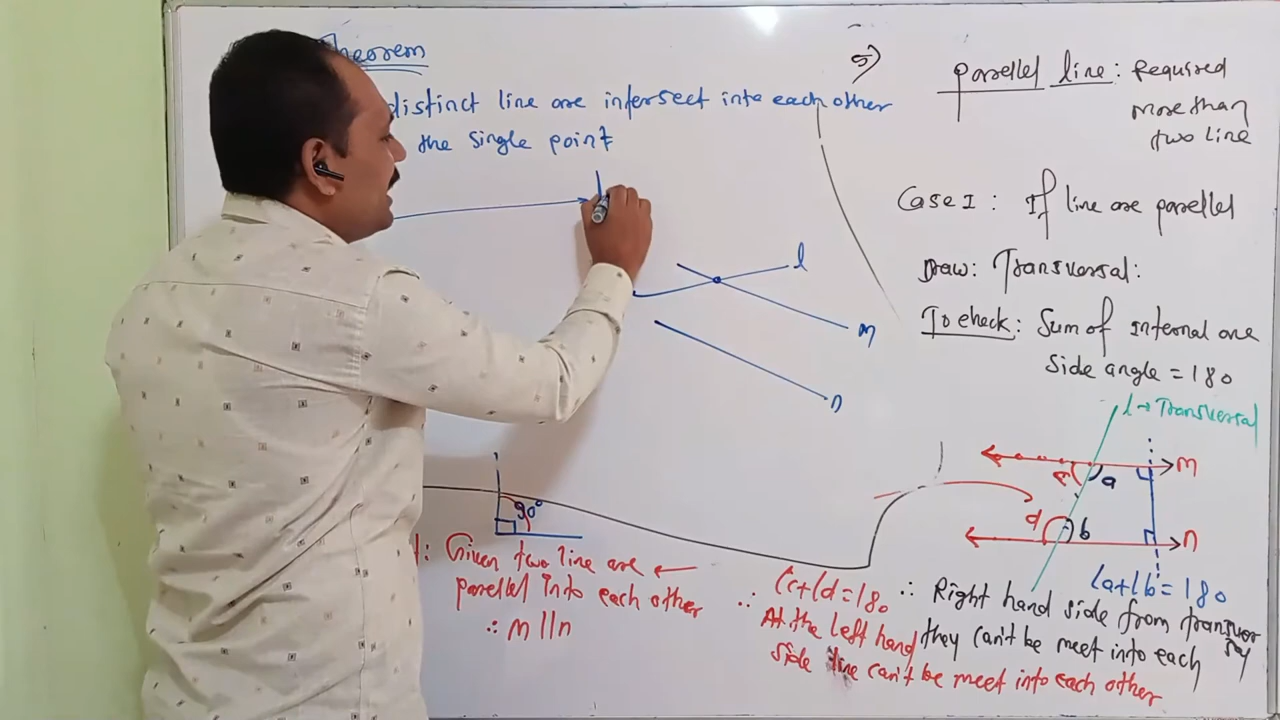 Theorem
distinct line are intersect into each other
the single point
l
m
n
90°
: Given two line are ←
parellel into each other
∴ m||n
5)
parellel line: Required
more than
two line
Case I: If line are parellel
Draw: Transversal:
To check: Sum of internal one
side angle = 180
l → Transversal
m
a
d
b
n
∠a+∠b = 180
∴ ∠c+∠d = 180
At the left hand
side line can't be meet into each other
∴ Right hand side from transver
sal
they can't be meet into each